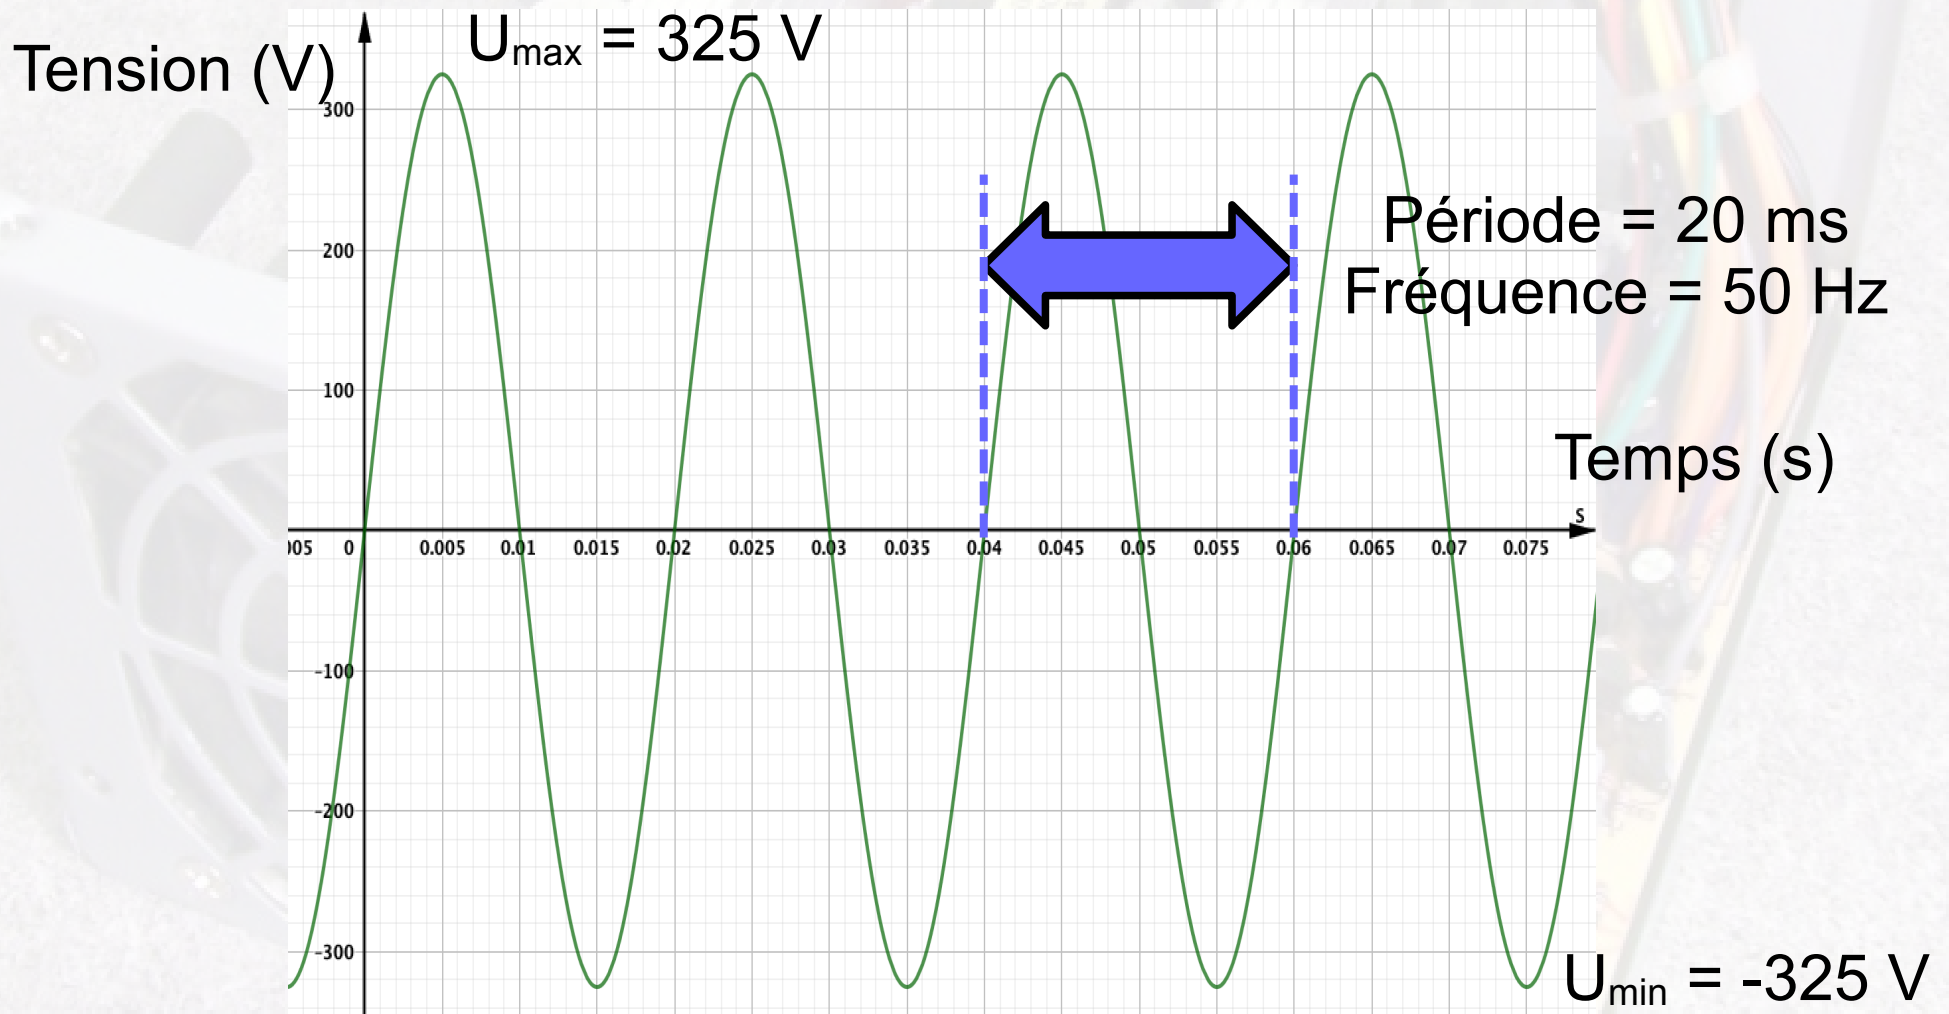 Umax = 325 V
Tension (V)
300
200
100
Période = 20 ms
Fréquence = 50 Hz
Temps (s)
s
005 0 0.005 0.01 0.015 0.02 0.025 0.03 0.035 0.04 0.045 0.05 0.055 0.06 0.065 0.07 0.075
-100
-200
-300
Umin = -325 V